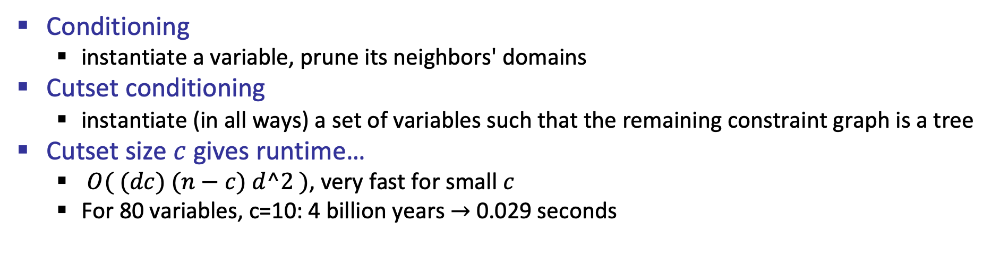 ▪ Conditioning
▪ instantiate a variable, prune its neighbors' domains
▪ Cutset conditioning
▪ instantiate (in all ways) a set of variables such that the remaining constraint graph is a tree
▪ Cutset size c gives runtime...
▪ O( (dc) (n − c) d^2 ), very fast for small c
▪ For 80 variables, c=10: 4 billion years → 0.029 seconds